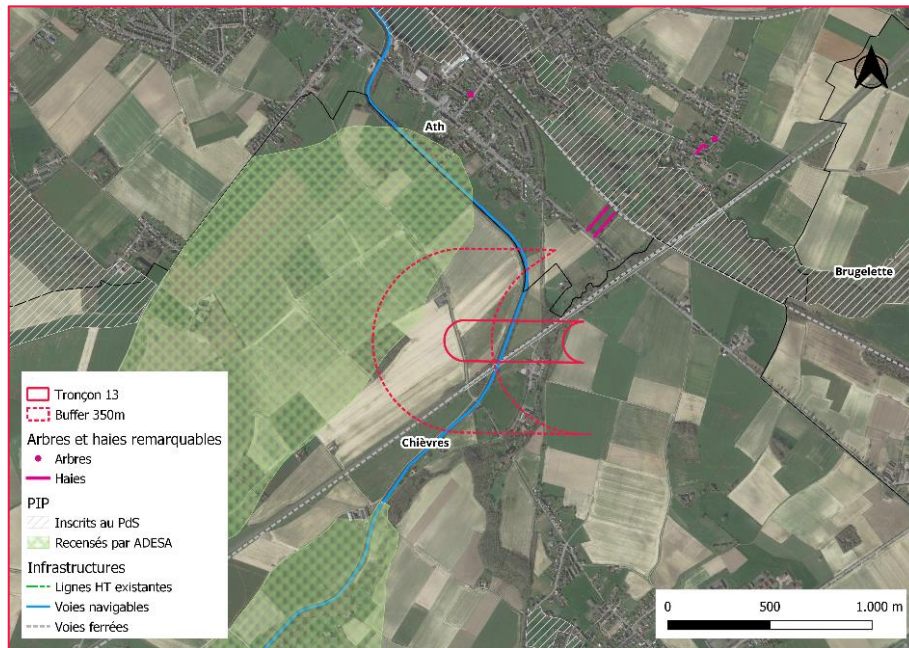 Ath
Brugelette
Chièvres
Tronçon 13
Buffer 350m
Arbres et haies remarquables
Arbres
Haies
PIP
Inscrits au PdS
Recensés par ADESA
Infrastructures
Lignes HT existantes
Voies navigables
Voies ferrées
0 500 1.000 m